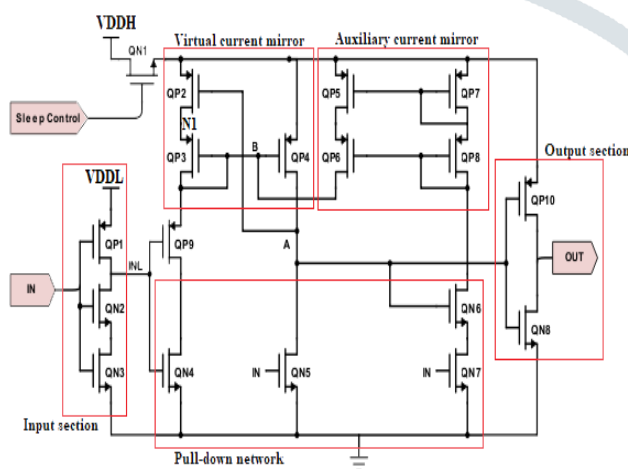 VDDH
QN1
Virtual current mirror
Auxiliary current mirror
QP2
QP5
QP7
Sleep Control
N1
B
QP3
QP4
QP6
QP8
Output section
VDDL
QP10
QP1
INL
QP9
A
IN
OUT
QN2
QN6
QN8
QN3
QN4
IN
QN5
IN
QN7
Input section
Pull-down network